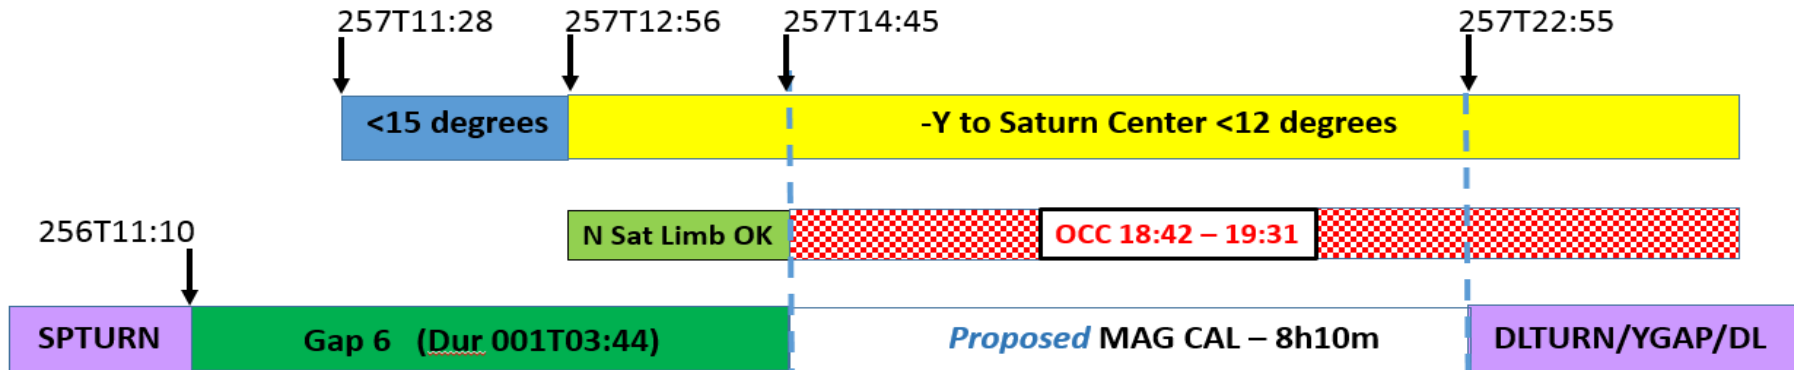 257T11:28
257T12:56
257T14:45
257T22:55
<15 degrees
-Y to Saturn Center <12 degrees
256T11:10
N Sat Limb OK
OCC 18:42 – 19:31
SPTURN
Gap 6 (Dur 001T03:44)
Proposed MAG CAL – 8h10m
DLTURN/YGAP/DL